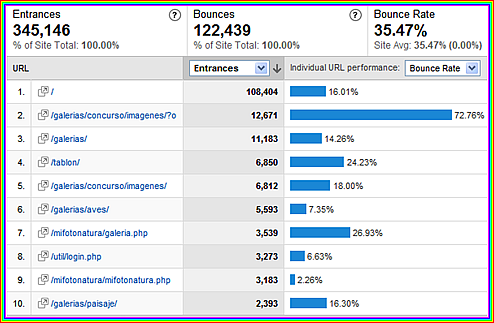 Entrances ?
345,146
% of Site Total: 100.00%
Bounces ?
122,439
% of Site Total: 100.00%
Bounce Rate
35.47%
Site Avg: 35.47% (0.00%)
URL Entrances Individual URL performance: Bounce Rate
1. / 108,404 16.01%
2. /galerias/concurso/imagenes/?o 12,671 72.76%
3. /galerias/ 11,183 14.26%
4. /tablon/ 6,850 24.23%
5. /galerias/concurso/imagenes/ 6,812 18.00%
6. /galerias/aves/ 5,593 7.35%
7. /mifotonatura/galeria.php 3,539 26.93%
8. /util/login.php 3,273 6.63%
9. /mifotonatura/mifotonatura.php 3,183 2.26%
10. /galerias/paisaje/ 2,393 16.30%